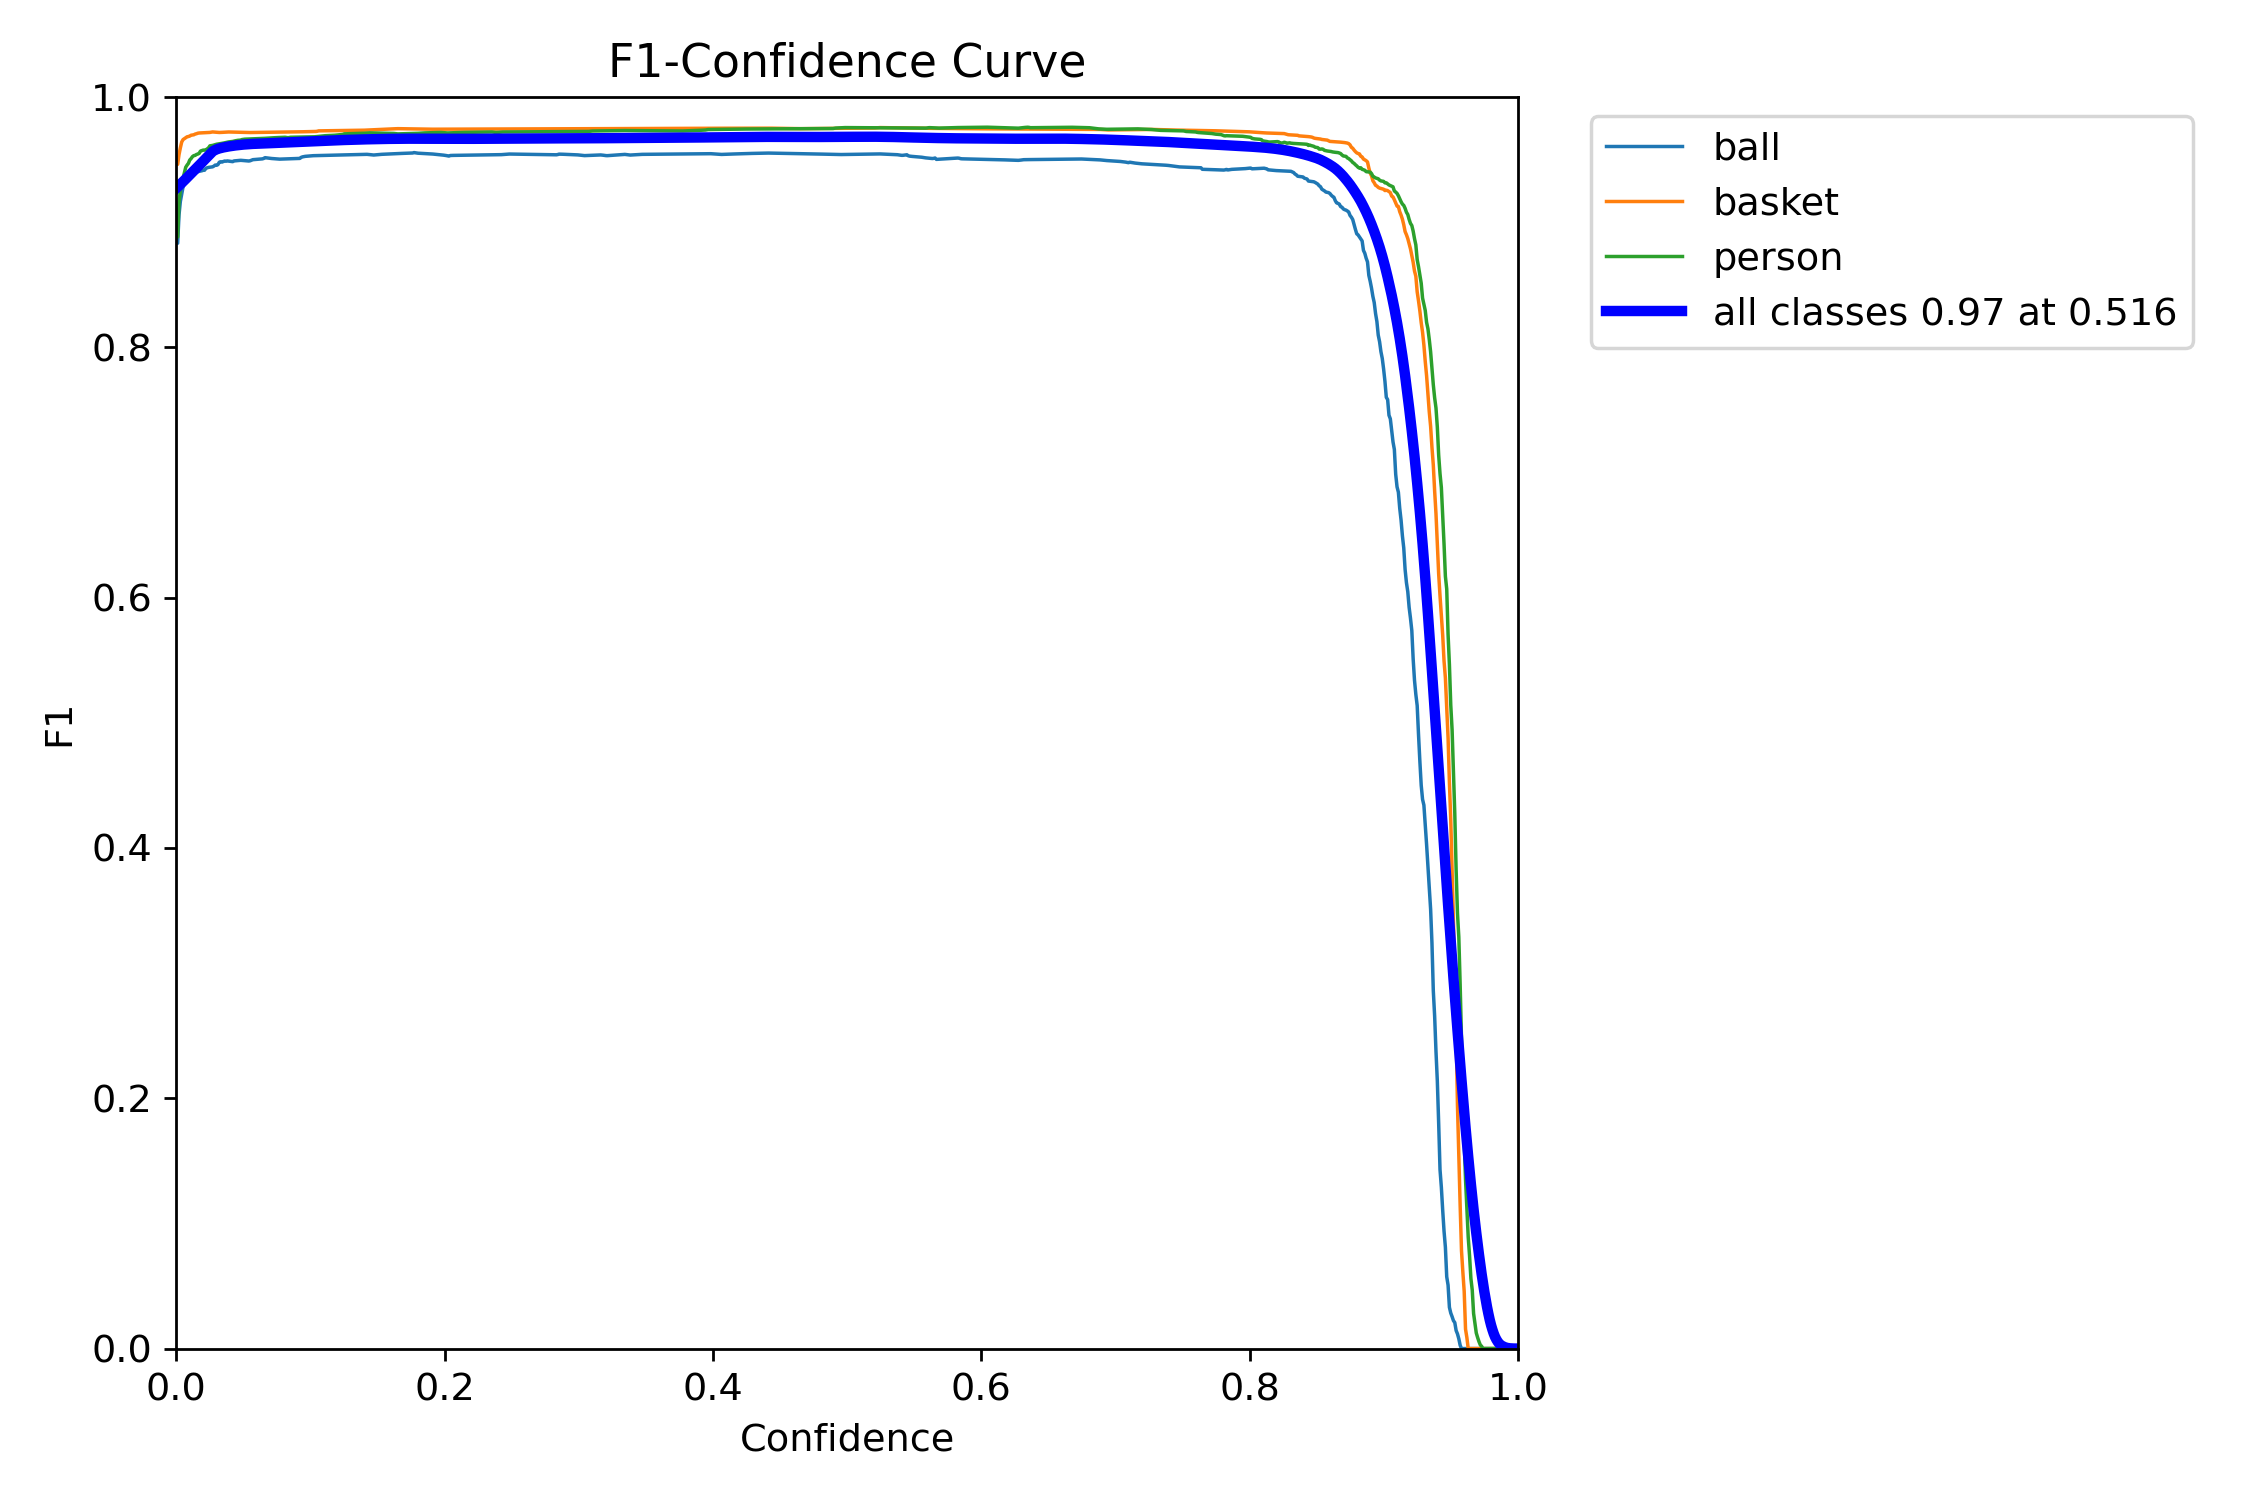 F1-Confidence Curve
1.0
0.8
0.6
0.4
0.2
0.0
F1
0.0 0.2 0.4 0.6 0.8 1.0
Confidence
ball
basket
person
all classes 0.97 at 0.516